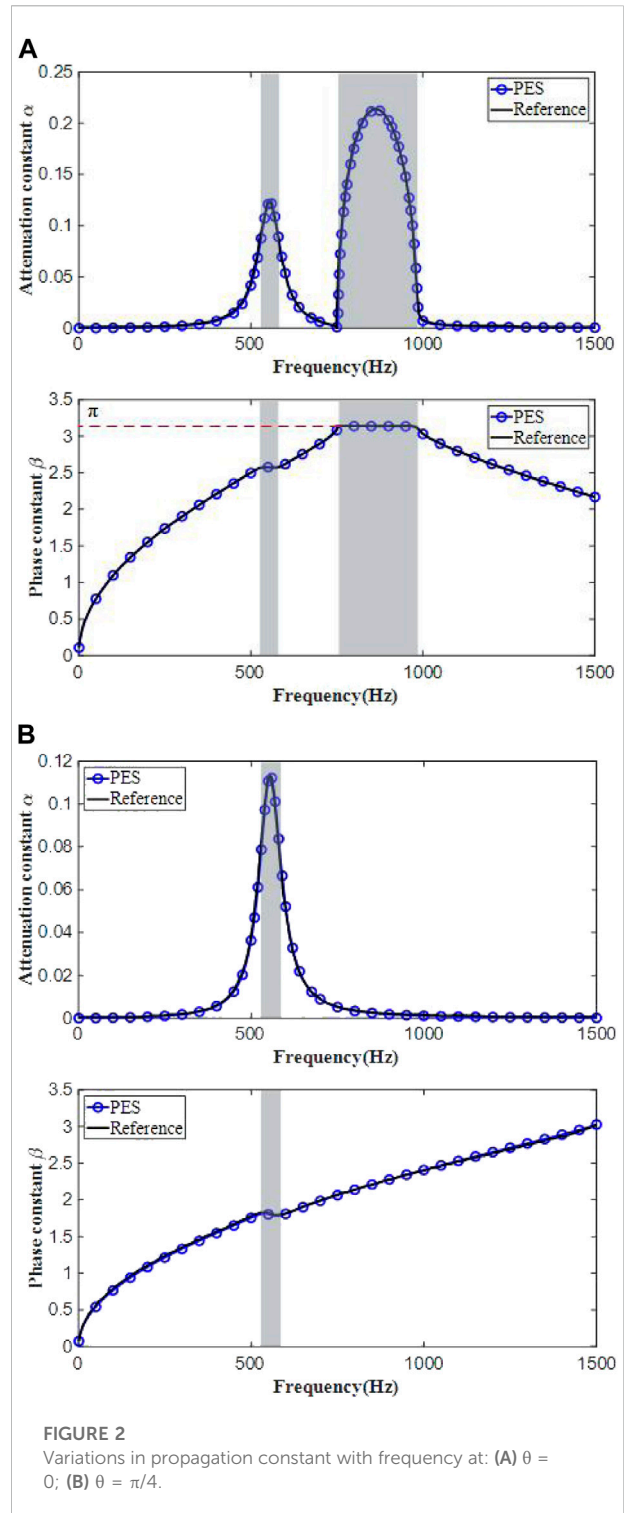 A
Attenuation constant α
0.25
0.2
0.15
0.1
0.05
0
PES
Reference
0 500 1000 1500
Frequency(Hz)
Phase constant β
3.5
3
2.5
2
1.5
1
0.5
0
π
PES
Reference
0 500 1000 1500
Frequency(Hz)
B
Attenuation constant α
0.12
0.1
0.08
0.06
0.04
0.02
0
PES
Reference
0 500 1000 1500
Frequency(Hz)
Phase constant β
3.5
3
2.5
2
1.5
1
0.5
0
PES
Reference
0 500 1000 1500
Frequency(Hz)
FIGURE 2
Variations in propagation constant with frequency at: (A) θ =
0; (B) θ = π/4.